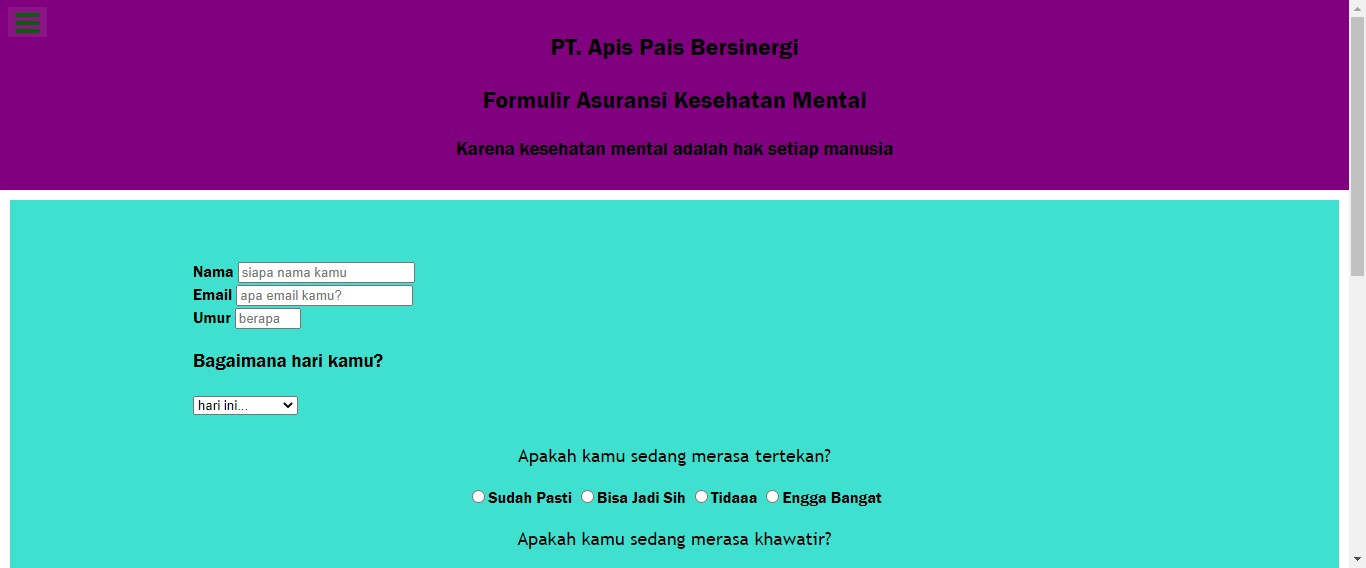 PT. Apis Pais Bersinergi
Formulir Asuransi Kesehatan Mental
Karena kesehatan mental adalah hak setiap manusia
Nama siapa nama kamu
Email apa email kamu?
Umur berapa
Bagaimana hari kamu?
hari ini...
Apakah kamu sedang merasa tertekan?
Sudah Pasti Bisa Jadi Sih Tidaaa Engga Bangat
Apakah kamu sedang merasa khawatir?